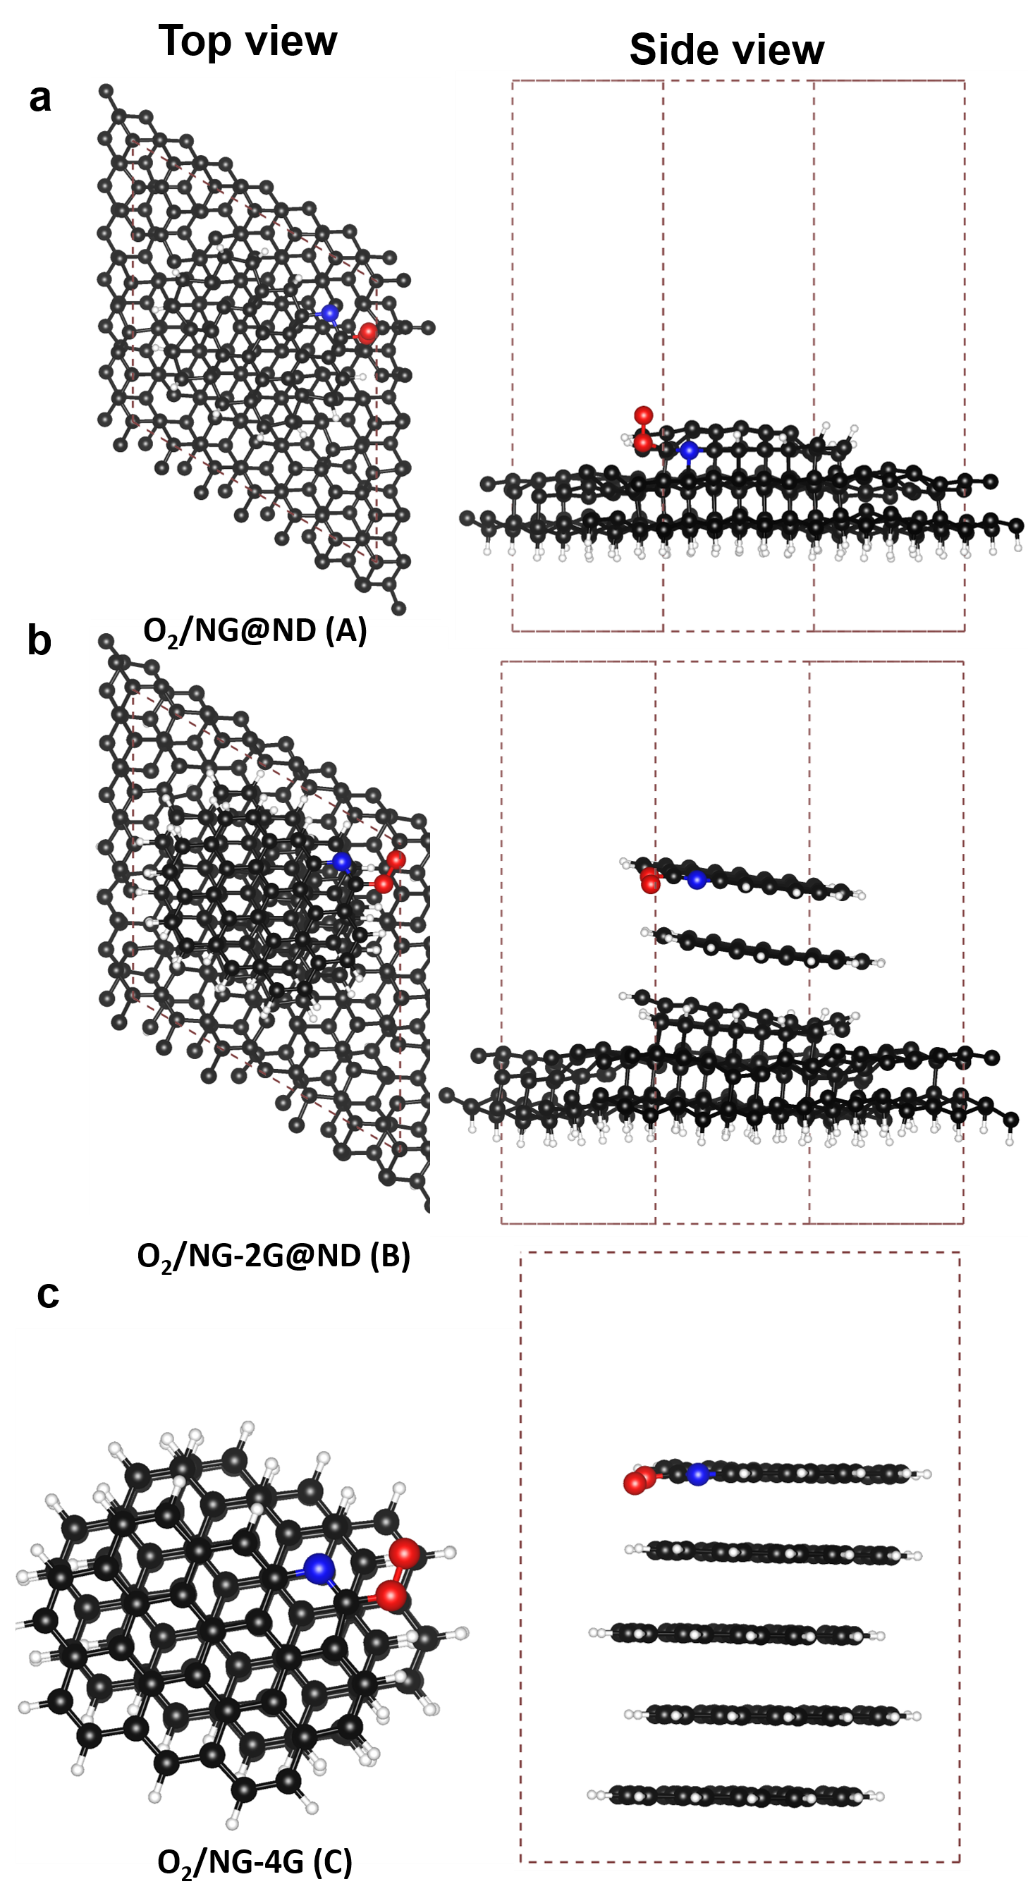 Top view
Side view
a
O₂/NG@ND (A)
b
O₂/NG-2G@ND (B)
c
O₂/NG-4G (C)